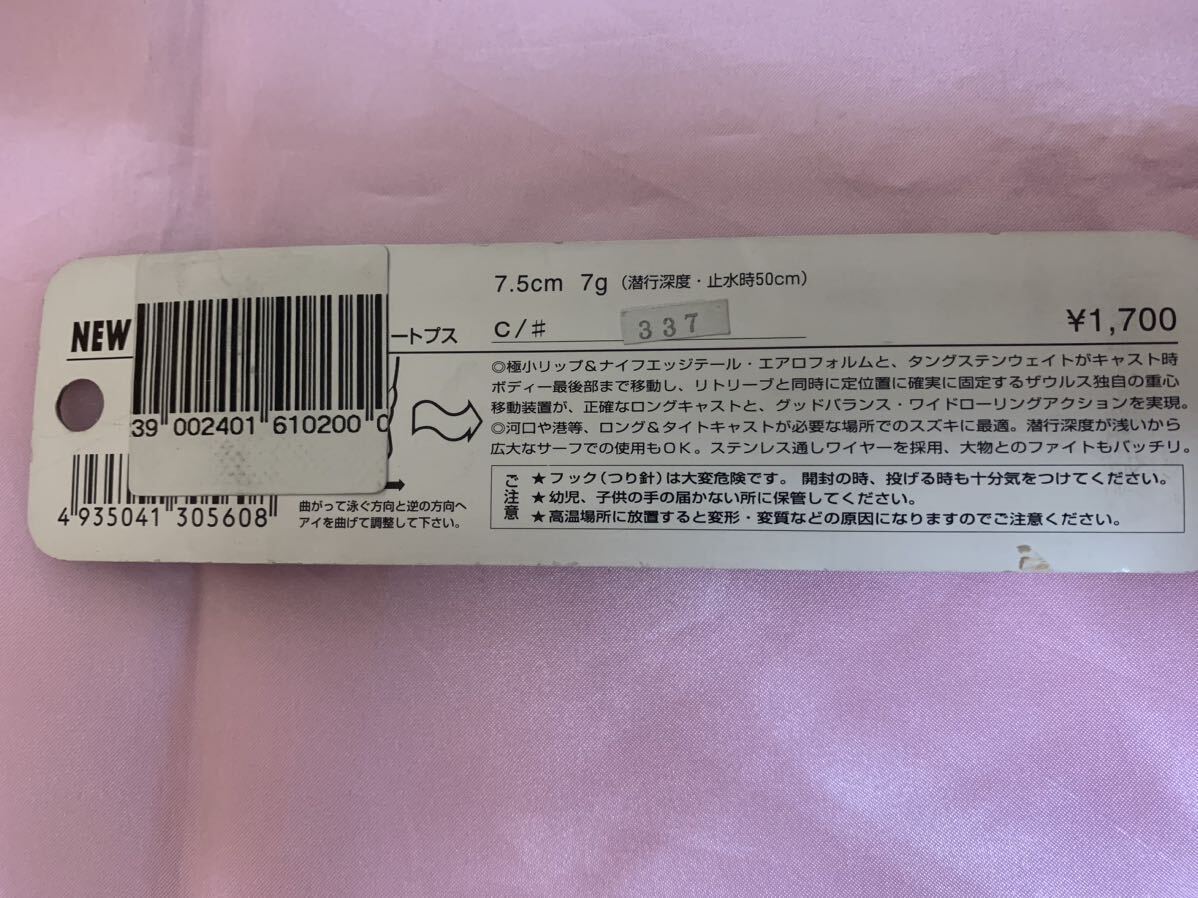 7.5cm 7g (潜行深度・止水時50cm)
NEW
ートプス
C/# 337
¥1,700
◎極小リップ&ナイフエッジテール・エアロフォルムと、タングステンウェイトがキャスト時
ボディー最後部まで移動し、リトリーブと同時に定位置に確実に固定するザウルス独自の重心
移動装置が、正確なロングキャストと、グッドバランス・ワイドローリングアクションを実現。
◎河口や港等、ロング&タイトキャストが必要な場所でのスズキに最適。潜行深度が浅いから
広大なサーフでの使用もOK。ステンレス通しワイヤーを採用、大物とのファイトもバッチリ。
ご注意
★フック(つり針)は大変危険です。 開封の時、投げる時も十分気をつけてください。
★幼児、子供の手の届かない所に保管してください。
★高温場所に放置すると変形・変質などの原因になりますのでご注意ください。
39 002401 610200 0
4 935041 305608
曲がって泳ぐ方向と逆の方向へ
アイを曲げて調整して下さい。